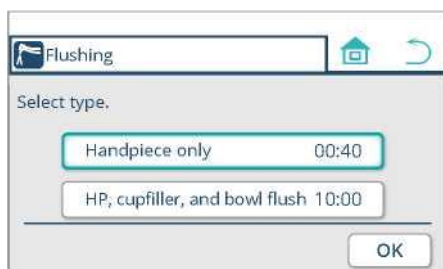 Flushing
Select type.
Handpiece only 00:40
HP, cupfiller, and bowl flush 10:00
OK